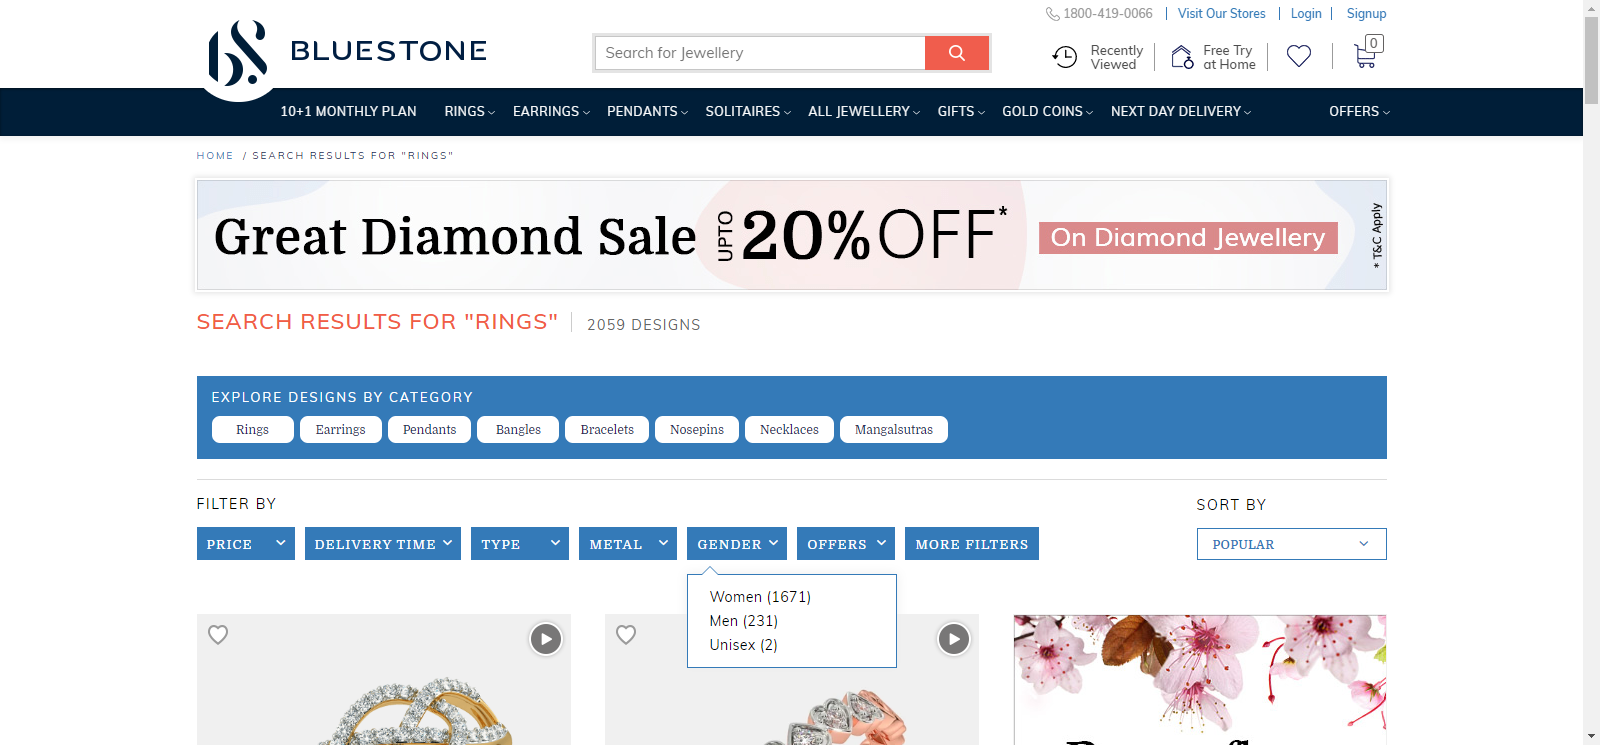 1800-419-0066 Visit Our Stores Login Signup
BLUESTONE
Search for Jewellery
Recently
Viewed
Free Try
at Home
0
10+1 MONTHLY PLAN RINGS EARRINGS PENDANTS SOLITAIRES ALL JEWELLERY GIFTS GOLD COINS NEXT DAY DELIVERY OFFERS
HOME / SEARCH RESULTS FOR "RINGS"
Great Diamond Sale UPTO 20% OFF* On Diamond Jewellery * T&C Apply
SEARCH RESULTS FOR "RINGS" 2059 DESIGNS
EXPLORE DESIGNS BY CATEGORY
Rings Earrings Pendants Bangles Bracelets Nosepins Necklaces Mangalsutras
FILTER BY
SORT BY
PRICE DELIVERY TIME TYPE METAL GENDER OFFERS MORE FILTERS
POPULAR
Women (1671)
Men (231)
Unisex (2)